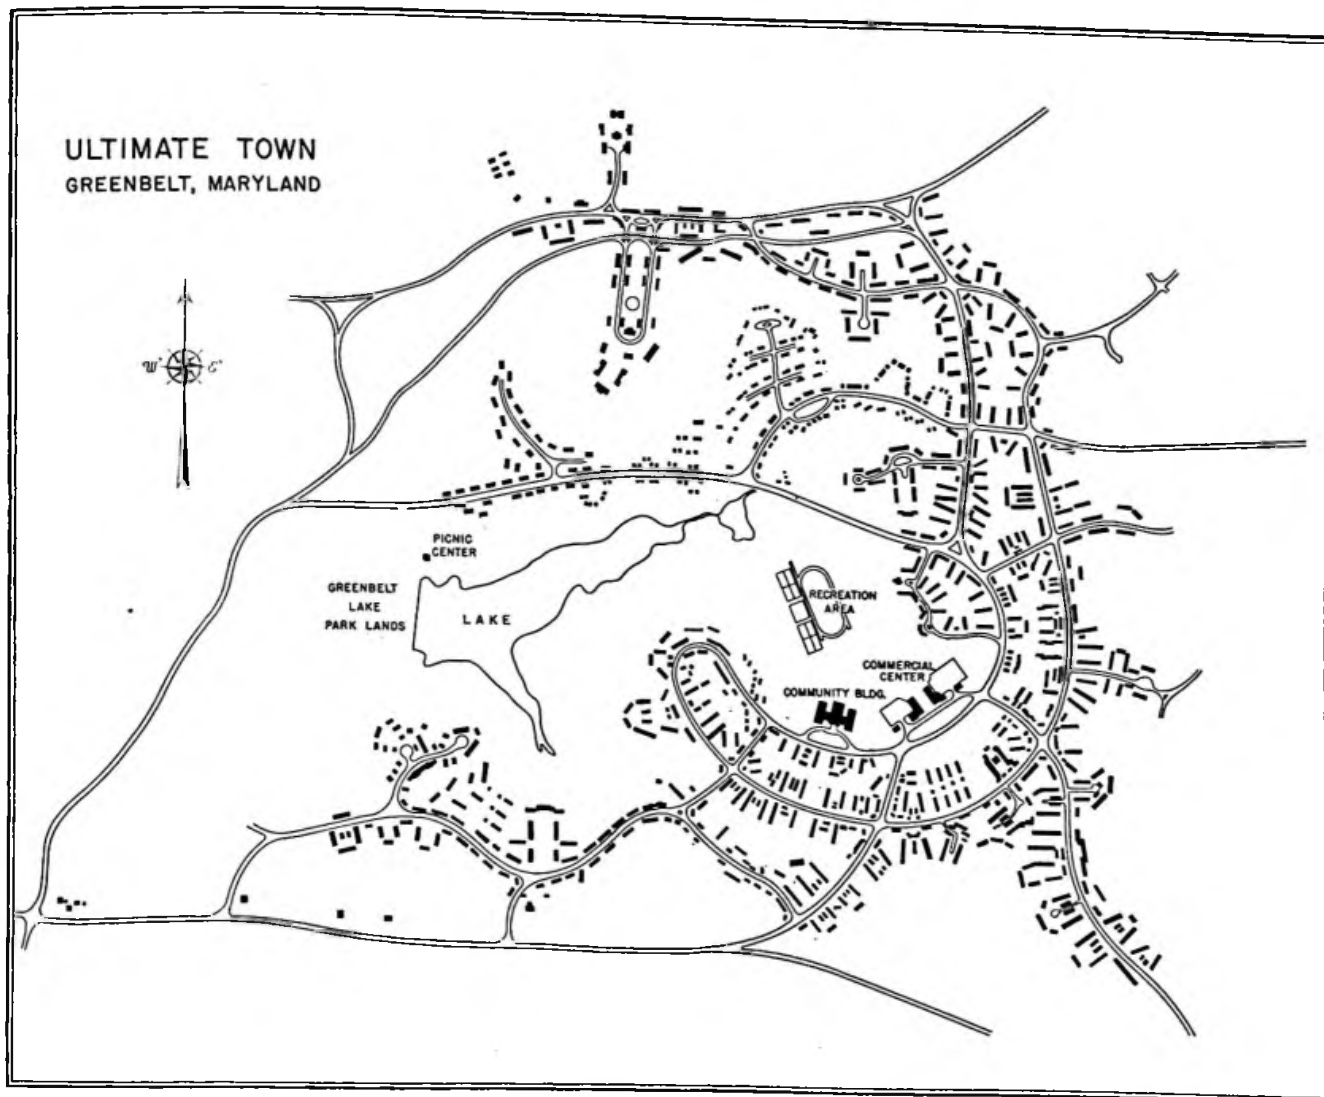 ULTIMATE TOWN
GREENBELT, MARYLAND
W
E
PICNIC
CENTER
GREENBELT
LAKE
PARK LANDS
LAKE
RECREATION
AREA
COMMERCIAL
CENTER
COMMUNITY BLDG.